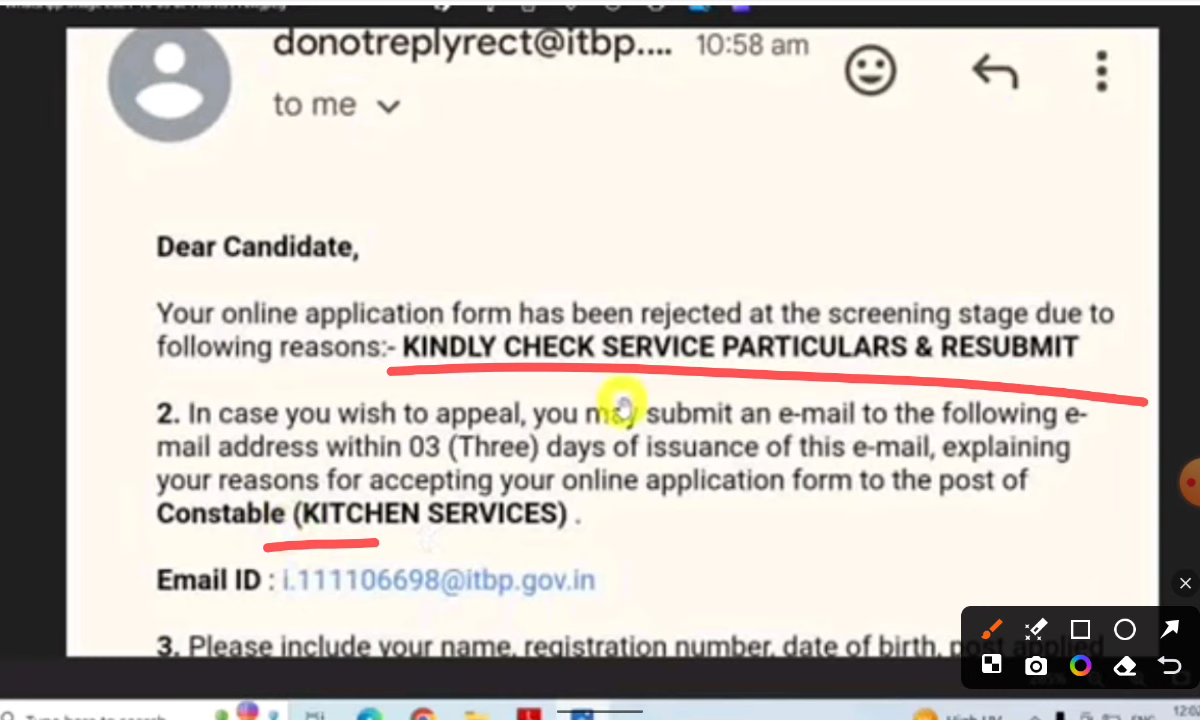 donotreplyrect@itbp.... 10:58 am
to me
Dear Candidate,
Your online application form has been rejected at the screening stage due to
following reasons:- KINDLY CHECK SERVICE PARTICULARS & RESUBMIT
2. In case you wish to appeal, you may submit an e-mail to the following e-
mail address within 03 (Three) days of issuance of this e-mail, explaining
your reasons for accepting your online application form to the post of
Constable (KITCHEN SERVICES) .
Email ID : i.111106698@itbp.gov.in
3. Please include your name, registration number, date of birth, post applied